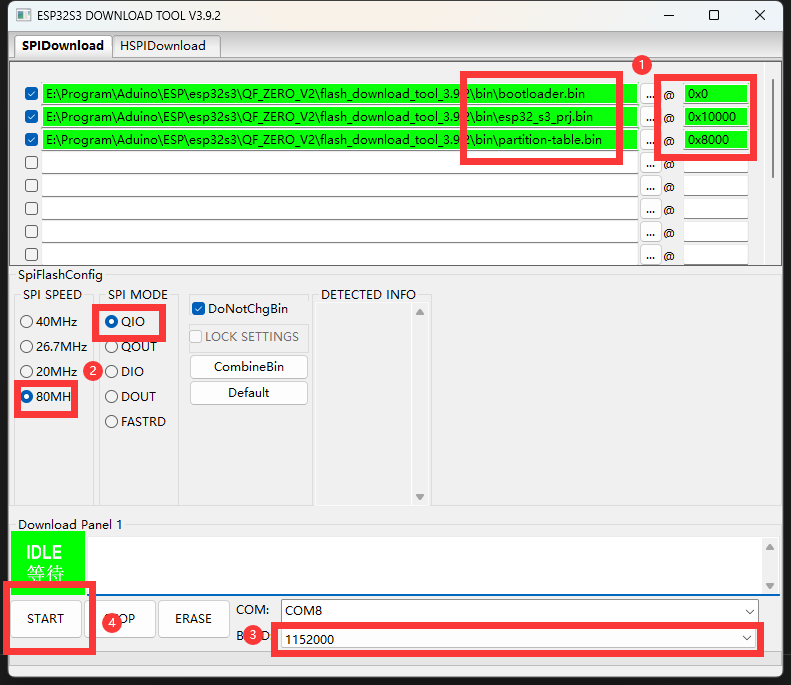 ESP32S3 DOWNLOAD TOOL V3.9.2
SPIDownload HSPIDownload
1
E:\Program\Aduino\ESP\esp32s3\QF_ZERO_V2\flash_download_tool_3.9.2\bin\bootloader.bin ... @ 0x0
E:\Program\Aduino\ESP\esp32s3\QF_ZERO_V2\flash_download_tool_3.9.2\bin\esp32_s3_prj.bin ... @ 0x10000
E:\Program\Aduino\ESP\esp32s3\QF_ZERO_V2\flash_download_tool_3.9.2\bin\partition-table.bin ... @ 0x8000
... @
... @
... @
... @
... @
SpiFlashConfig
SPI SPEED SPI MODE DETECTED INFO
40MHz QIO DoNotChgBin
26.7MHz QOUT LOCK SETTINGS
20MHz 2 DIO CombineBin
80MH DOUT Default
FASTRD
Download Panel 1
IDLE
等待
START 4 OP ERASE COM: COM8
3 1152000